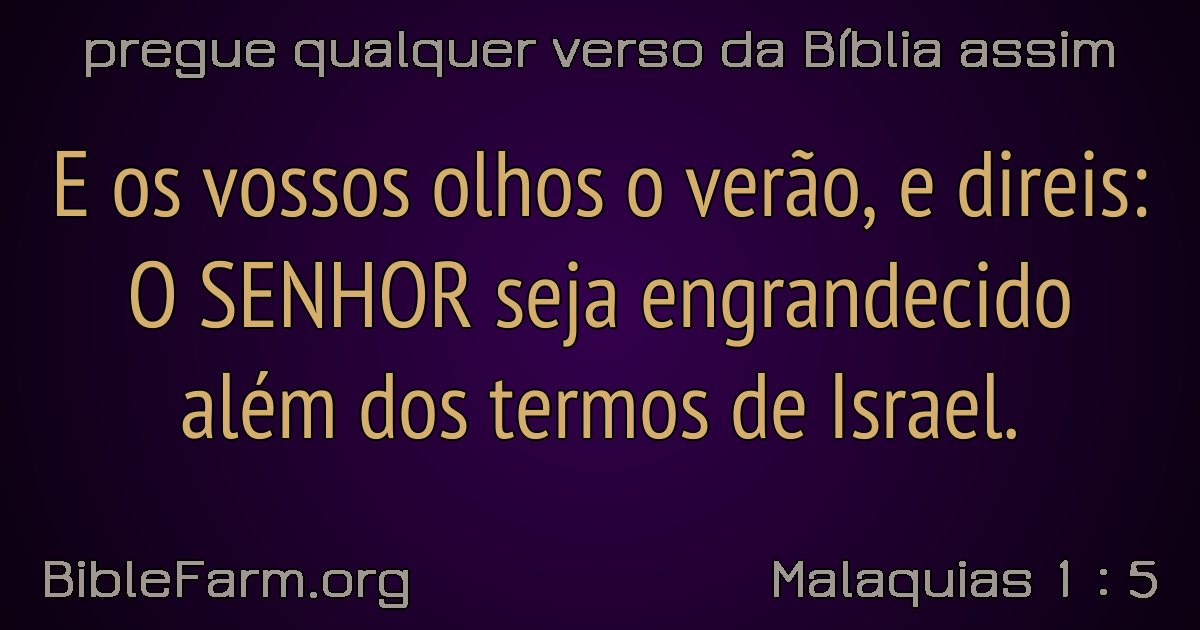 pregue qualquer verso da Bíblia assim
E os vossos olhos o verão, e direis:
O SENHOR seja engrandecido
além dos termos de Israel.
BibleFarm.org
Malaquias 1 : 5